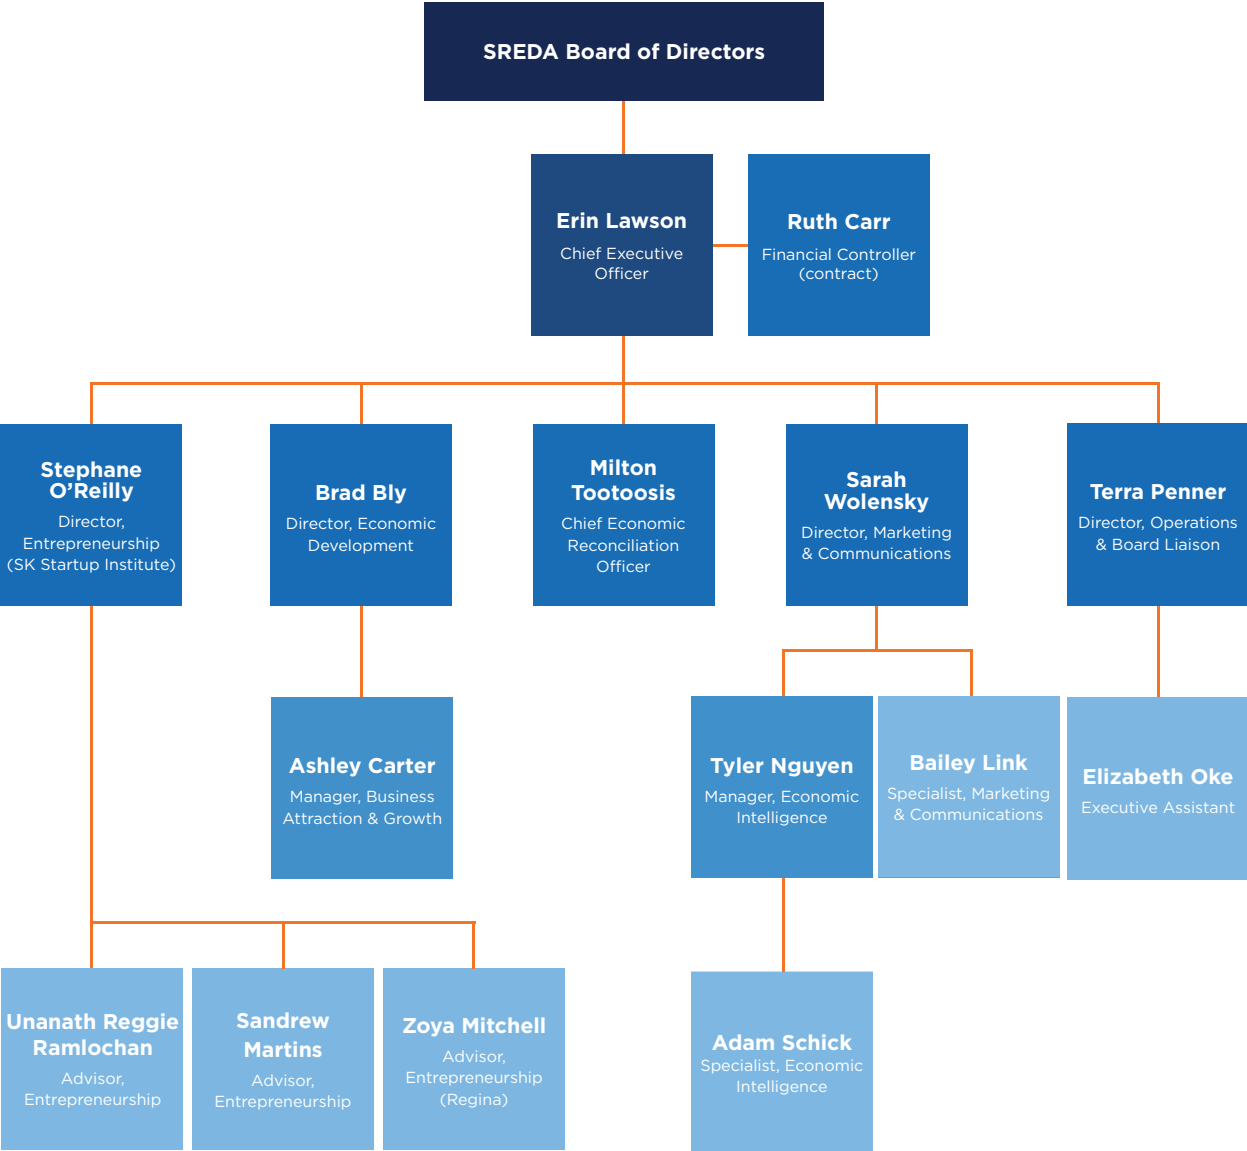 SREDA Board of Directors
Erin Lawson
Chief Executive
Officer
Ruth Carr
Financial Controller
(contract)
Stephane
O’Reilly
Director,
Entrepreneurship
(SK Startup Institute)
Brad Bly
Director, Economic
Development
Milton
Tootoosis
Chief Economic
Reconciliation
Officer
Sarah
Wolensky
Director, Marketing
& Communications
Terra Penner
Director, Operations
& Board Liaison
Ashley Carter
Manager, Business
Attraction & Growth
Tyler Nguyen
Manager, Economic
Intelligence
Bailey Link
Specialist, Marketing
& Communications
Elizabeth Oke
Executive Assistant
Unanath Reggie
Ramlochan
Advisor,
Entrepreneurship
Sandrew
Martins
Advisor,
Entrepreneurship
Zoya Mitchell
Advisor,
Entrepreneurship
(Regina)
Adam Schick
Specialist, Economic
Intelligence